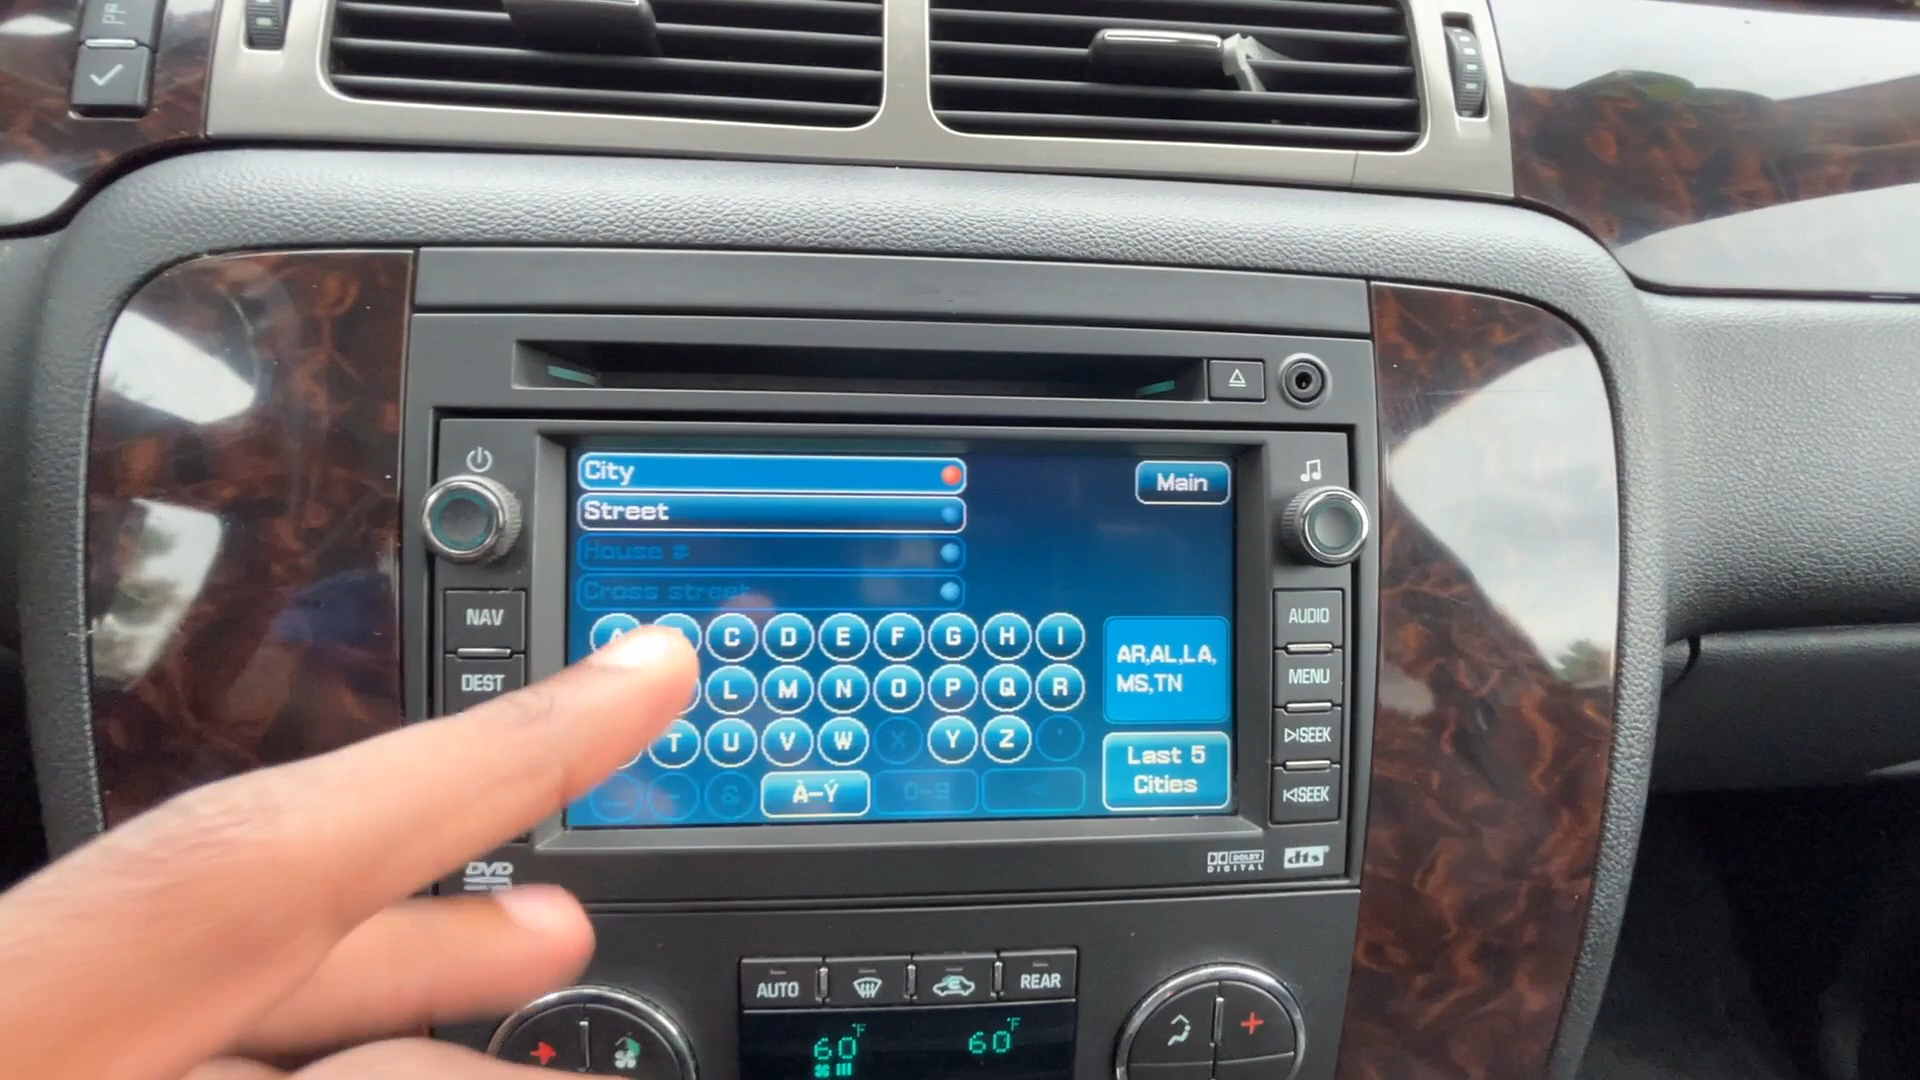 City
Main
Street
House #
Cross street
A C D E F G H I
L M N O P Q R
T U V W X Y Z '
- &
À-Ý
0-9
AR,AL,LA,
MS,TN
Last 5
Cities
NAV
DEST
AUDIO
MENU
SEEK
SEEK
DVD
DOLBY
DIGITAL
dts
AUTO
REAR
60°F
60°F